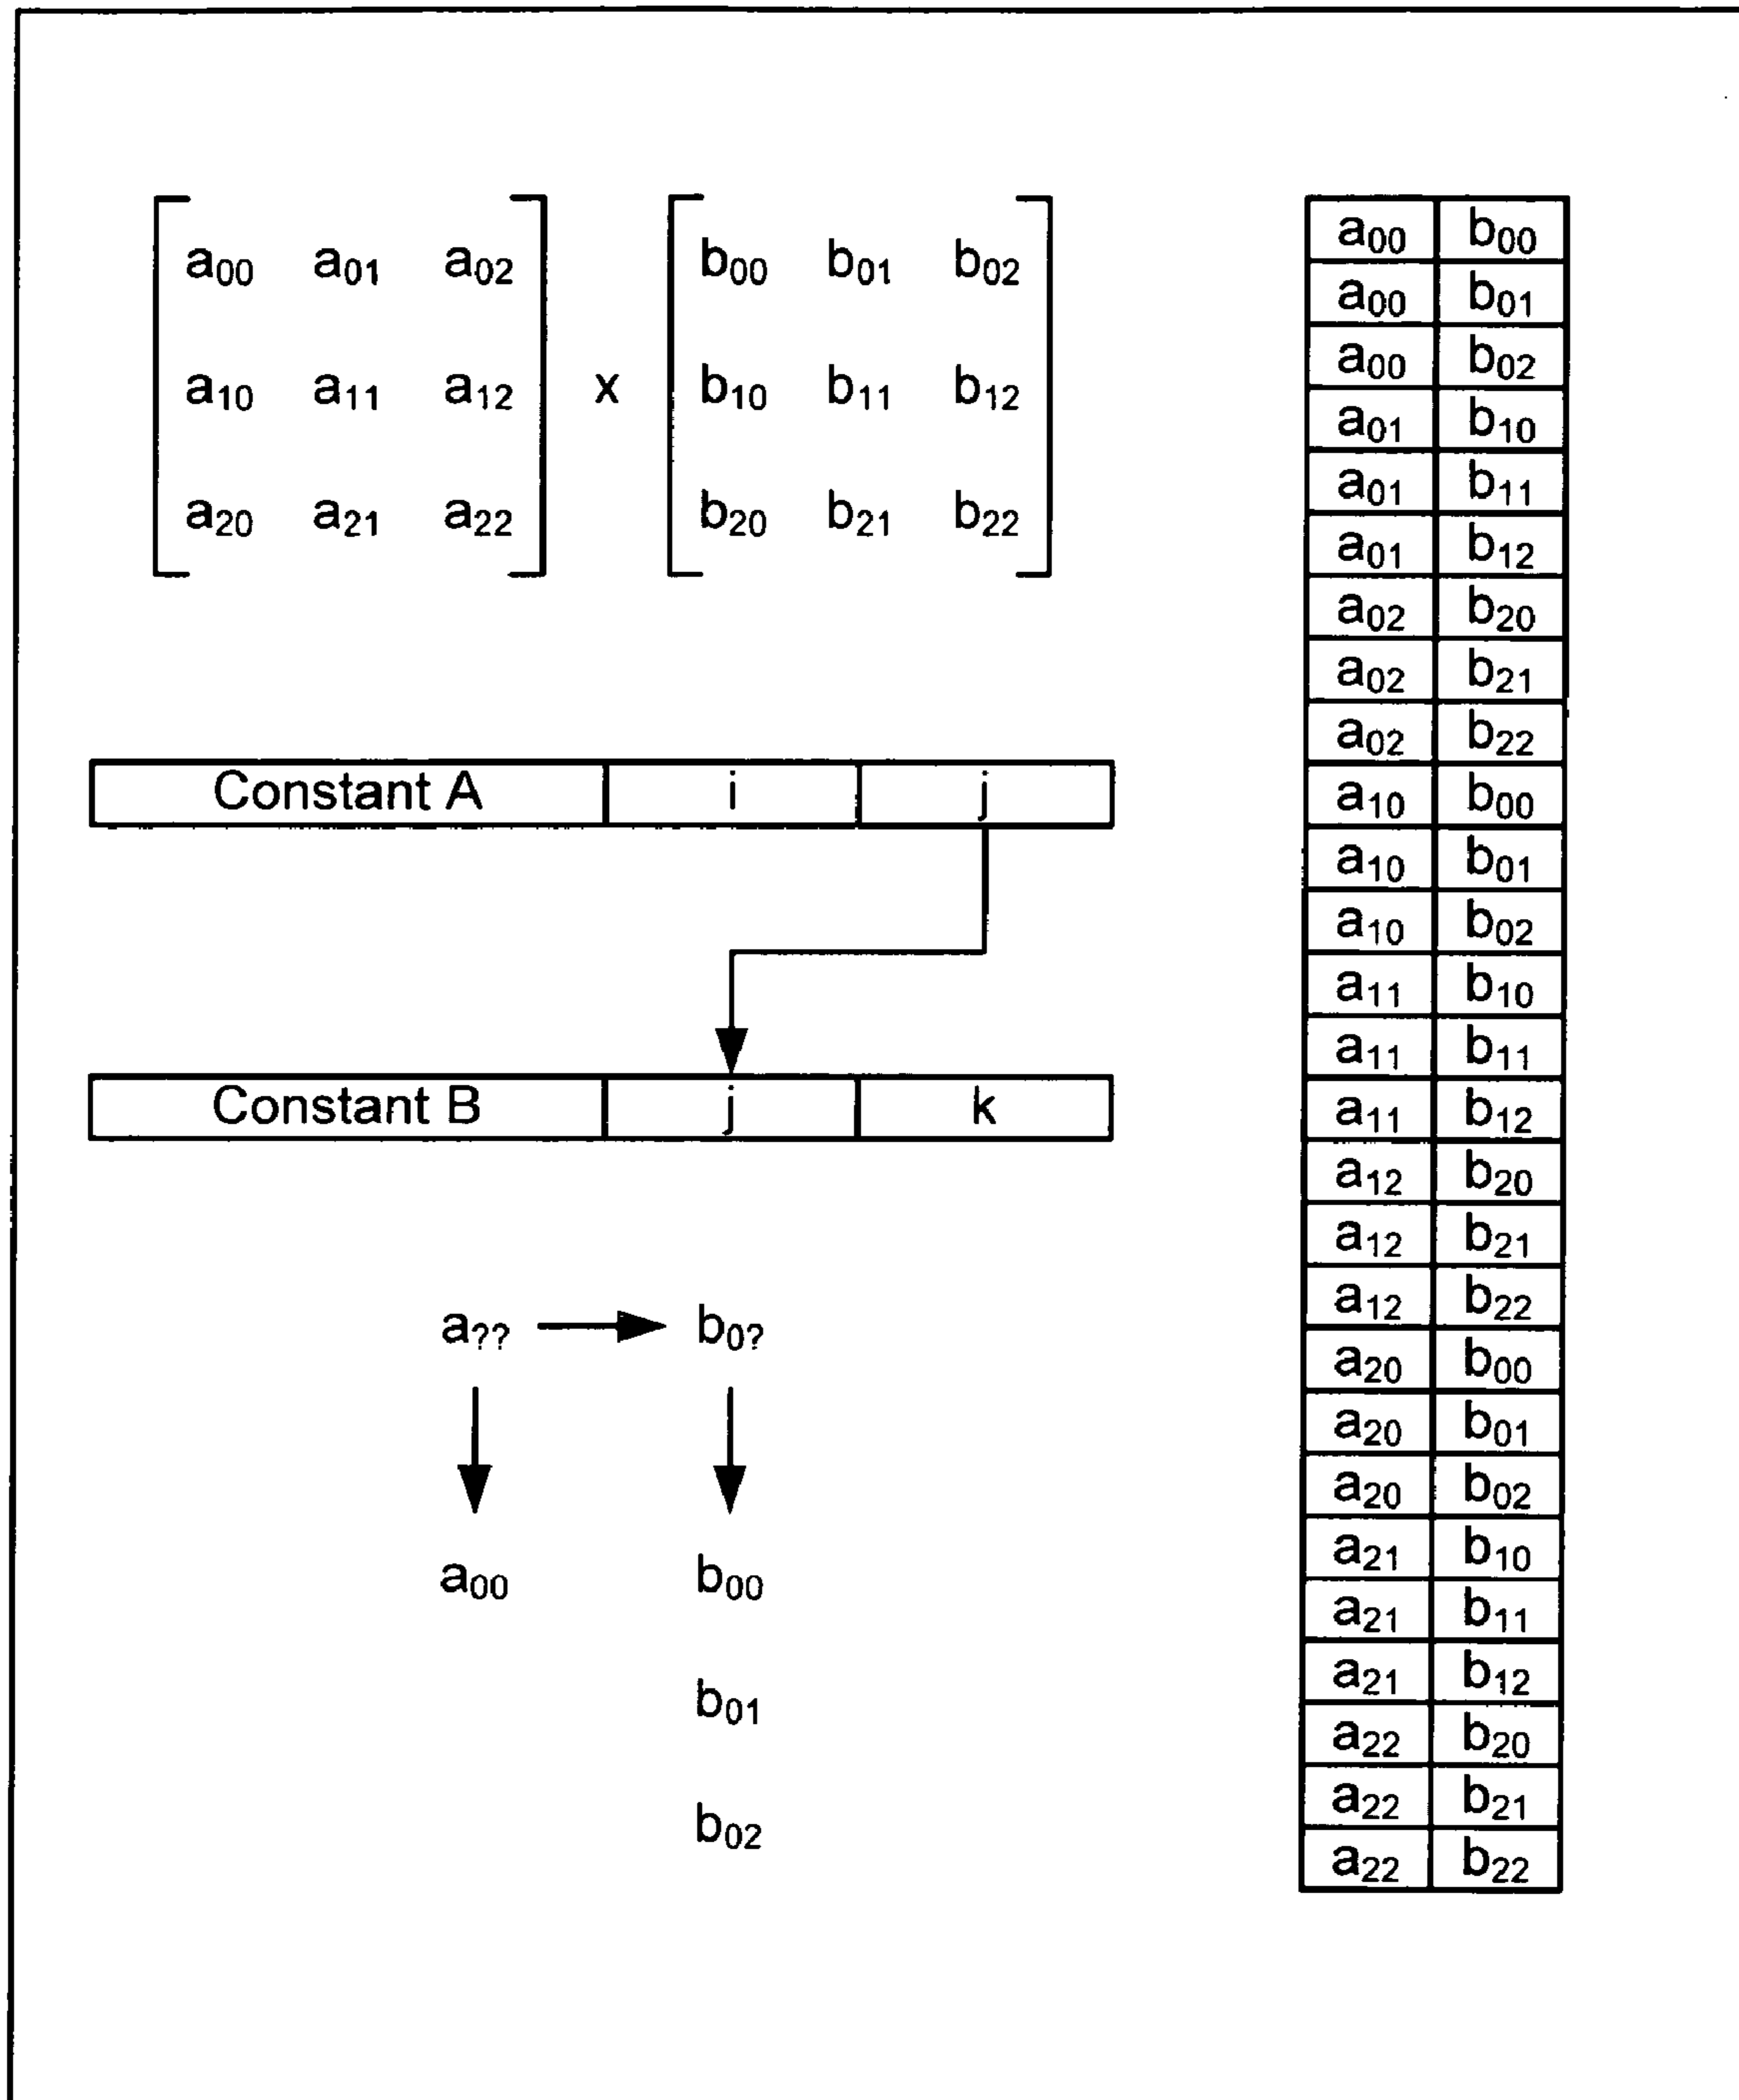 a₀₀ a₀₁ a₀₂ b₀₀ b₀₁ b₀₂
a₁₀ a₁₁ a₁₂ x b₁₀ b₁₁ b₁₂
a₂₀ a₂₁ a₂₂ b₂₀ b₂₁ b₂₂
Constant A i j
Constant B j k
a?? b₀?
a₀₀ b₀₀
b₀₁
b₀₂
a₀₀ b₀₀
a₀₀ b₀₁
a₀₀ b₀₂
a₀₁ b₁₀
a₀₁ b₁₁
a₀₁ b₁₂
a₀₂ b₂₀
a₀₂ b₂₁
a₀₂ b₂₂
a₁₀ b₀₀
a₁₀ b₀₁
a₁₀ b₀₂
a₁₁ b₁₀
a₁₁ b₁₁
a₁₁ b₁₂
a₁₂ b₂₀
a₁₂ b₂₁
a₁₂ b₂₂
a₂₀ b₀₀
a₂₀ b₀₁
a₂₀ b₀₂
a₂₁ b₁₀
a₂₁ b₁₁
a₂₁ b₁₂
a₂₂ b₂₀
a₂₂ b₂₁
a₂₂ b₂₂